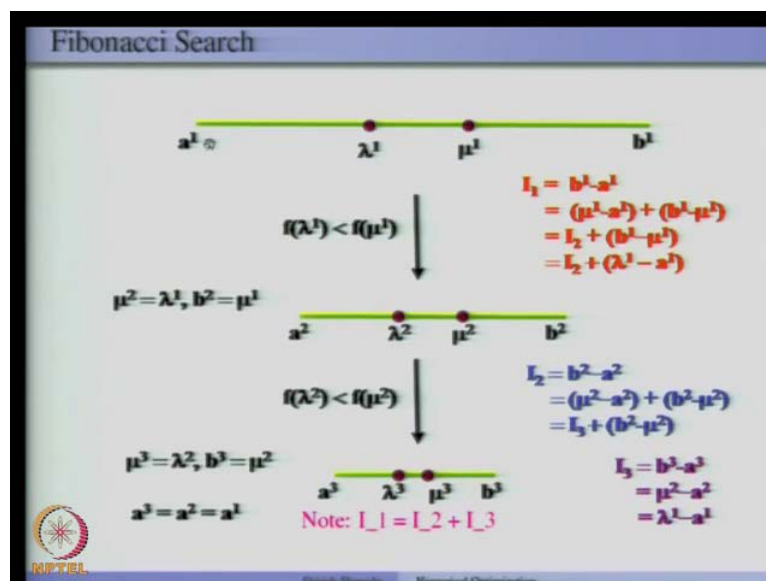 Fibonacci Search
a¹ λ¹ μ¹ b¹
I₁ = b¹-a¹
= (μ¹-a¹) + (b¹-μ¹)
= I₂ + (b¹-μ¹)
= I₂ + (λ¹ - a¹)
f(λ¹) < f(μ¹)
μ² = λ¹, b² = μ¹
a² λ² μ² b²
I₂ = b²-a²
= (μ²-a²) + (b²-μ²)
= I₃ + (b²-μ²)
f(λ²) < f(μ²)
μ³ = λ², b³ = μ²
a³ λ³ μ³ b³
I₃ = b³-a³
= μ²-a²
= λ¹-a¹
a³ = a² = a¹
Note: I_1 = I_2 + I_3
NPTEL
Numerical Optimization